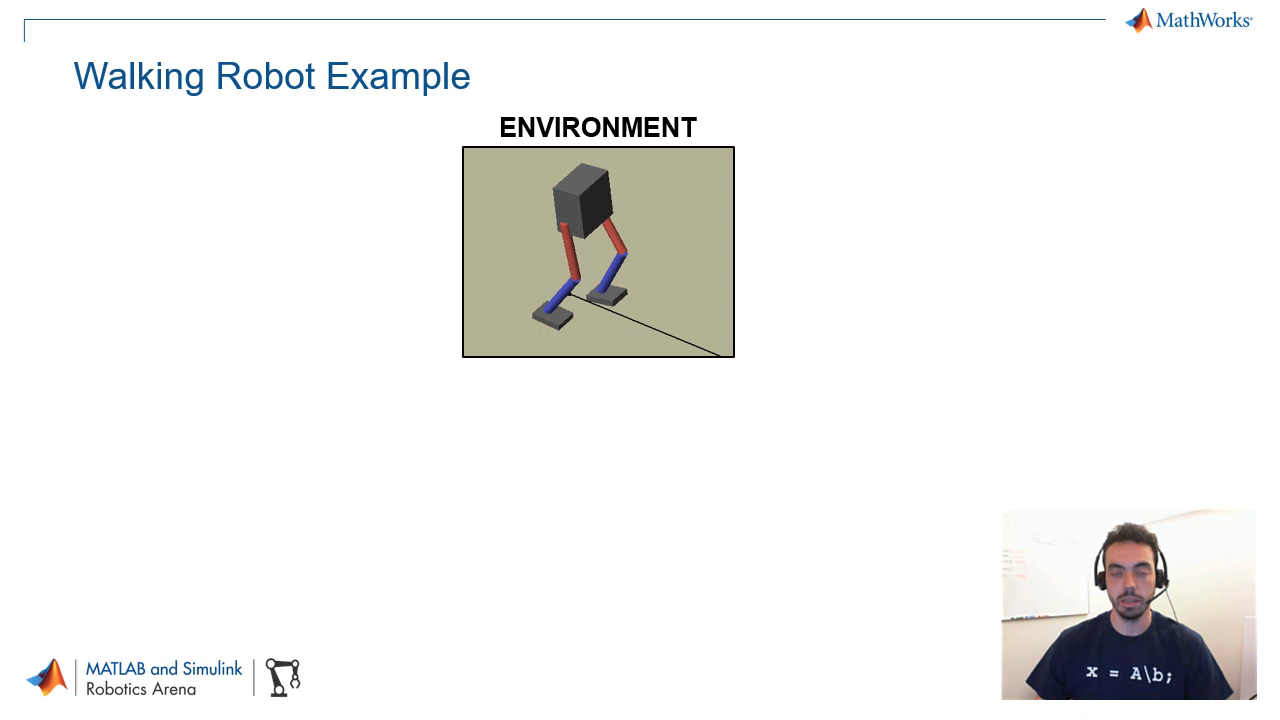 MathWorks®
Walking Robot Example
ENVIRONMENT
x = A\b;
MATLAB and Simulink
Robotics Arena